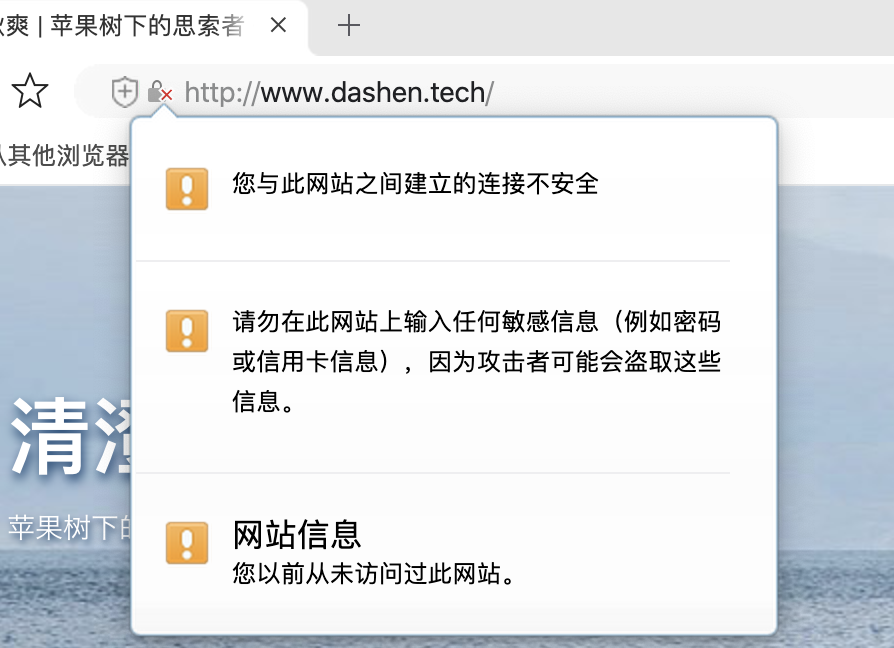 爽 | 苹果树下的思索者
http://www.dashen.tech/
从其他浏览器
您与此网站之间建立的连接不安全
请勿在此网站上输入任何敏感信息（例如密码
或信用卡信息），因为攻击者可能会盗取这些
信息。
清澄
苹果树下的
网站信息
您以前从未访问过此网站。